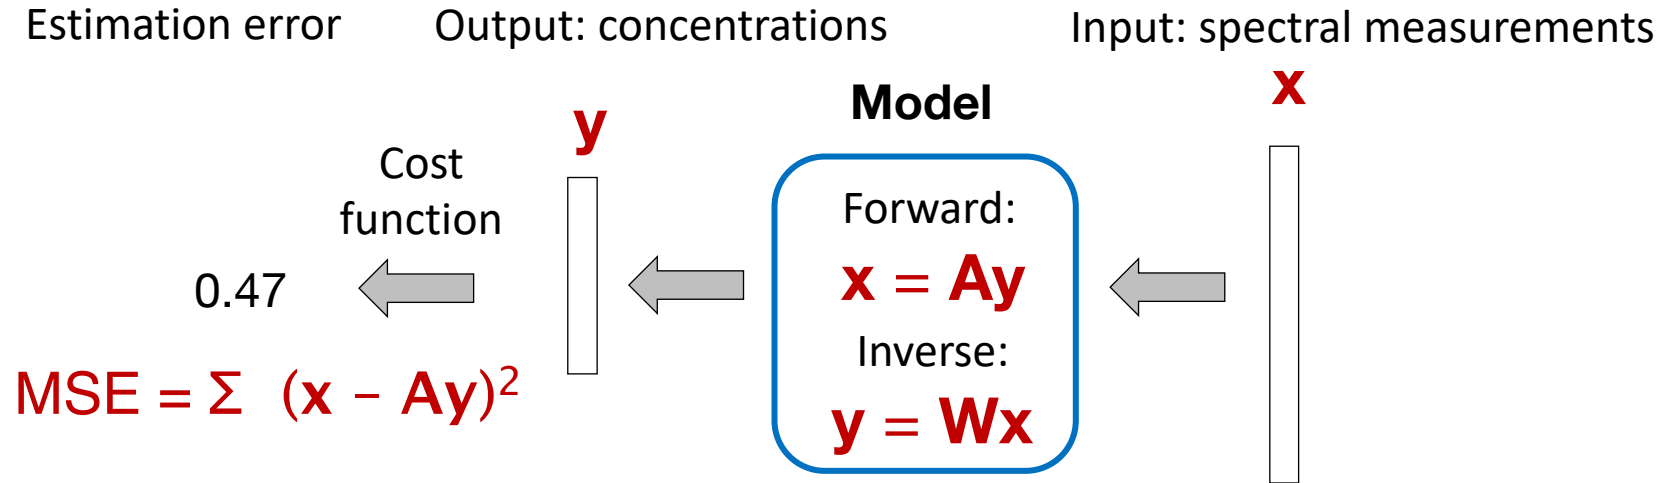 Estimation error
Output: concentrations
Input: spectral measurements
x
Model
y
Cost
function
Forward:
x = Ay
0.47
Inverse:
MSE = Σ (x – Ay)²
y = Wx